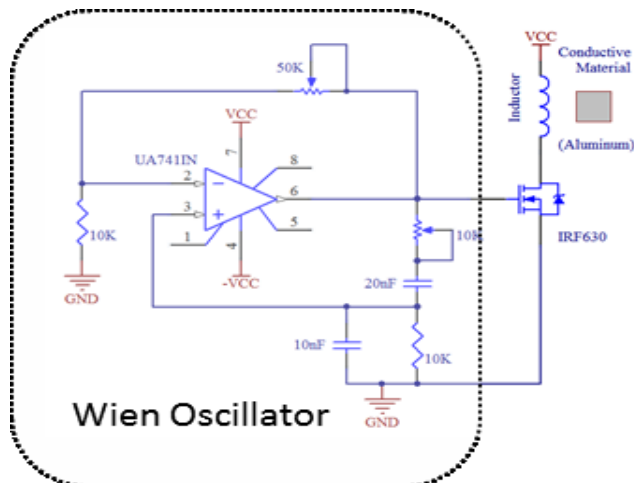 VCC
Conductive
Material
50K
Inductor
VCC
UA741IN
7
8
(Aluminum)
2
-
6
3
+
5
10K
1
4
10K
IRF630
-VCC
20nF
GND
10nF
10K
GND
Wien Oscillator